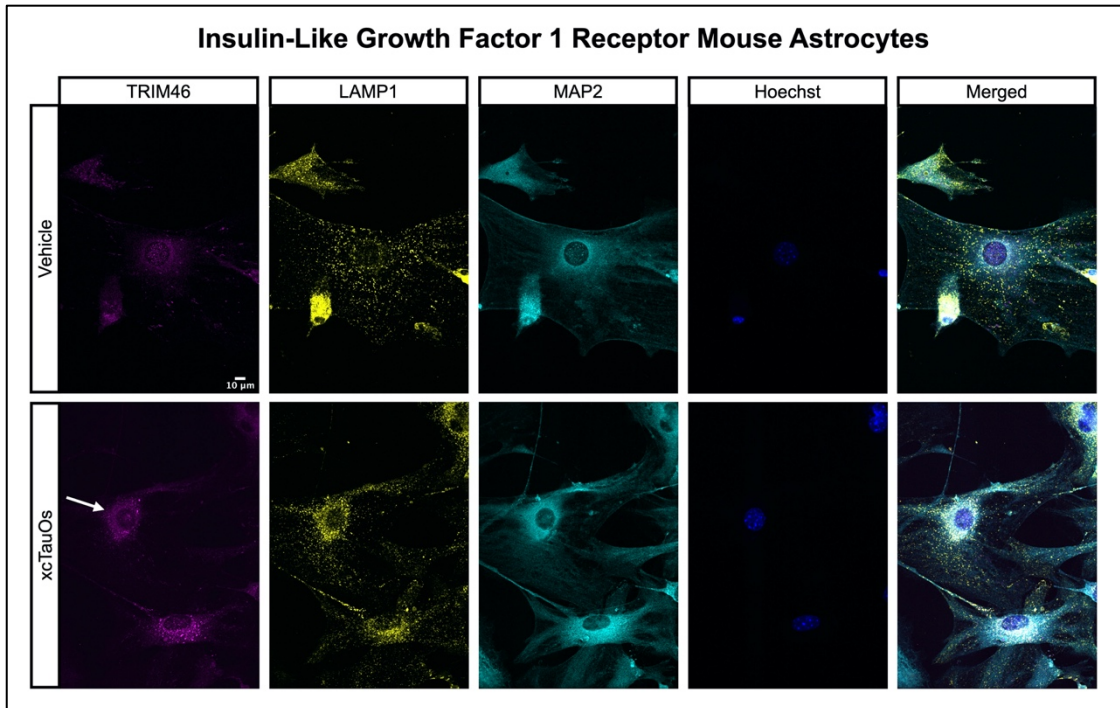 Insulin-Like Growth Factor 1 Receptor Mouse Astrocytes
TRIM46
LAMP1
MAP2
Hoechst
Merged
Vehicle
10 μm
xcTauOs